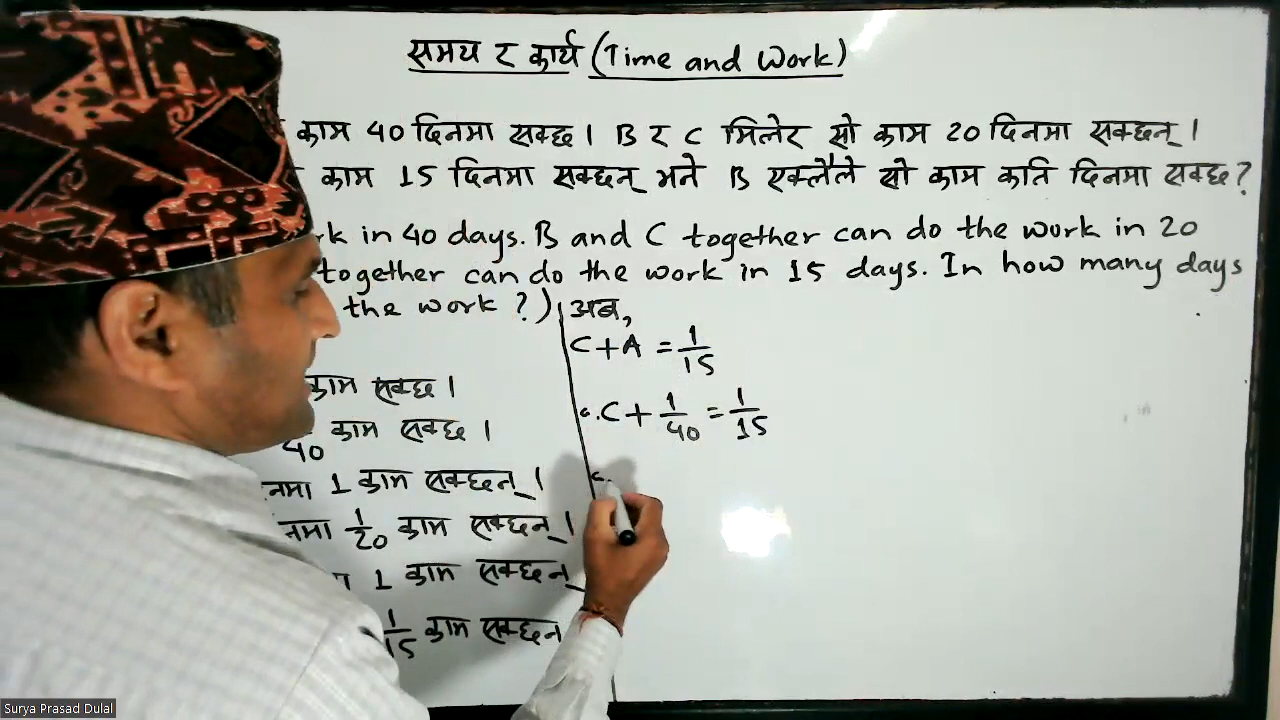 समय र कार्य (Time and Work)
काम 40 दिनमा सक्छ । B र C मिलेर सो काम 20 दिनमा सक्छन् ।
काम 15 दिनमा सक्छन् भने B एक्लैले सो काम कति दिनमा सक्छ ?
rk in 40 days. B and C together can do the work in 20
together can do the work in 15 days. In how many days
the work ?)
काम सक्छ ।
40 काम सक्छ ।
नमा 1 काम सक्छन् ।
नमा 1/20 काम सक्छन् ।
1 काम सक्छन्
1/15 काम सक्छन
अब,
C + A = 1/15
∴ C + 1/40 = 1/15
Surya Prasad Dulal